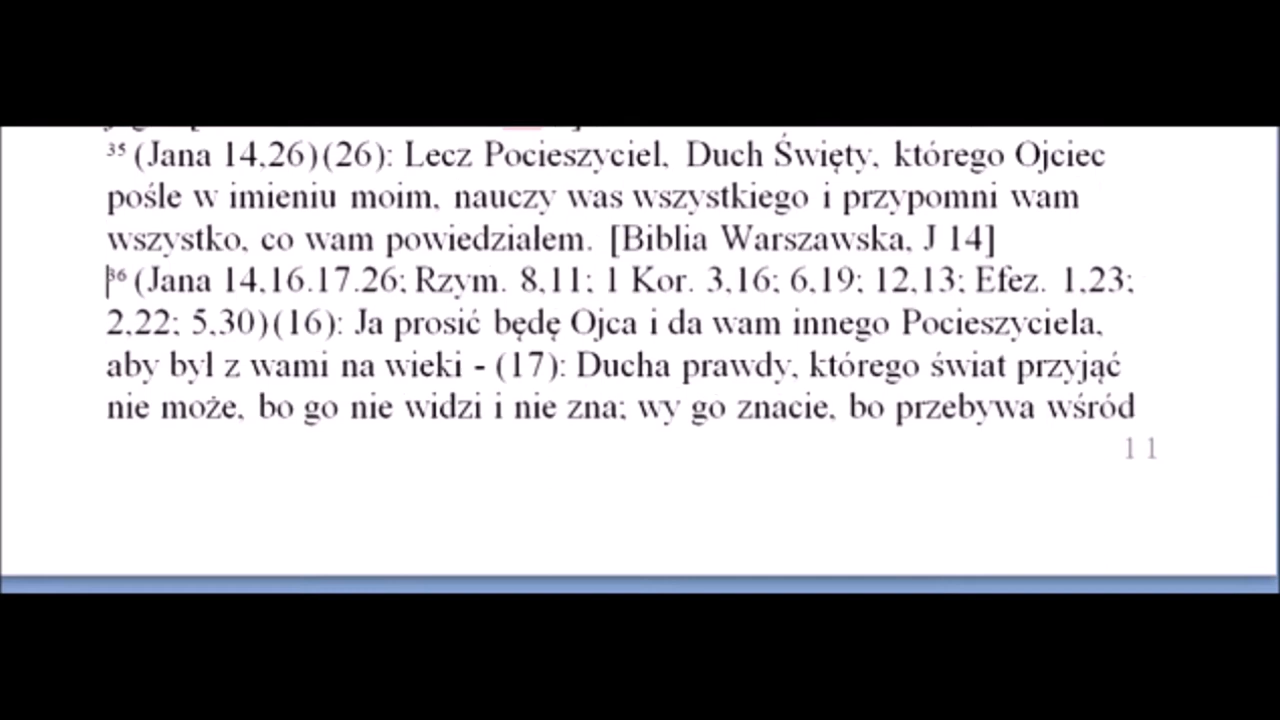 ³⁵ (Jana 14,26)(26): Lecz Pocieszyciel, Duch Święty, którego Ojciec
pośle w imieniu moim, nauczy was wszystkiego i przypomni wam
wszystko, co wam powiedziałem. [Biblia Warszawska, J 14]
³⁶ (Jana 14,16.17.26; Rzym. 8,11; 1 Kor. 3,16; 6,19; 12,13; Efez. 1,23;
2,22; 5,30)(16): Ja prosić będę Ojca i da wam innego Pocieszyciela,
aby był z wami na wieki - (17): Ducha prawdy, którego świat przyjąć
nie może, bo go nie widzi i nie zna; wy go znacie, bo przebywa wśród
11